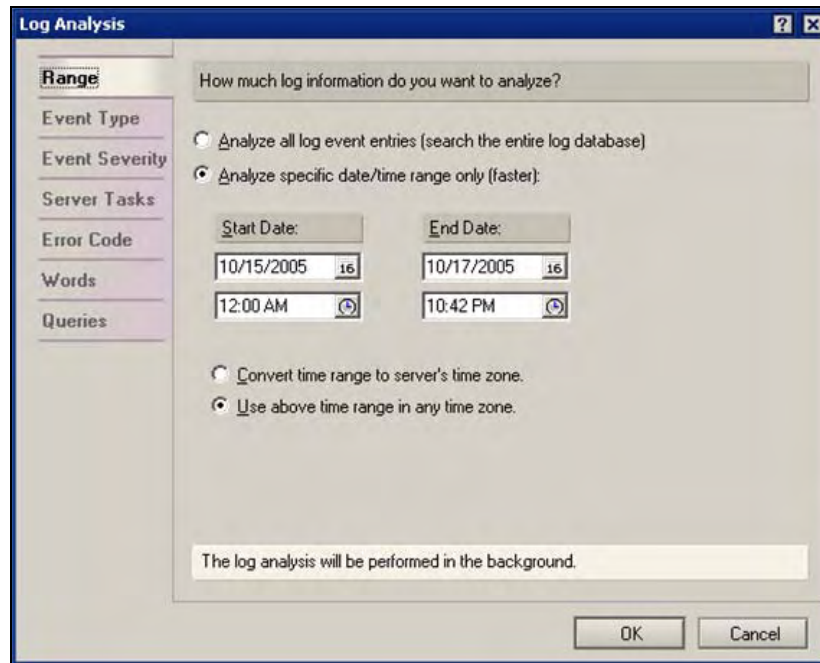 Log Analysis
Range
Event Type
Event Severity
Server Tasks
Error Code
Words
Queries
How much log information do you want to analyze?
Analyze all log event entries (search the entire log database)
Analyze specific date/time range only (faster):
Start Date: End Date:
10/15/2005 16 10/17/2005 16
12:00 AM 10:42 PM
Convert time range to server's time zone.
Use above time range in any time zone.
The log analysis will be performed in the background.
OK Cancel